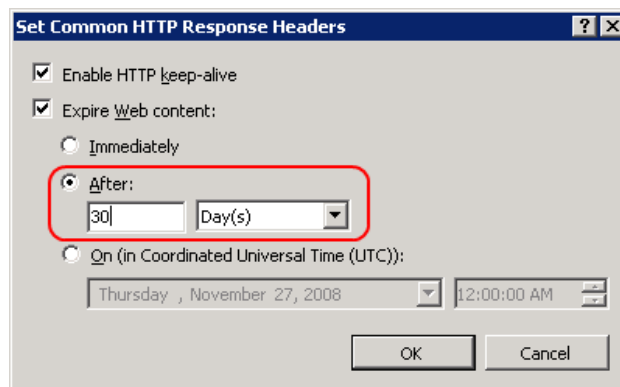 Set Common HTTP Response Headers
Enable HTTP keep-alive
Expire Web content:
Immediately
After:
30 Day(s)
On (in Coordinated Universal Time (UTC)):
Thursday , November 27, 2008 12:00:00 AM
OK Cancel